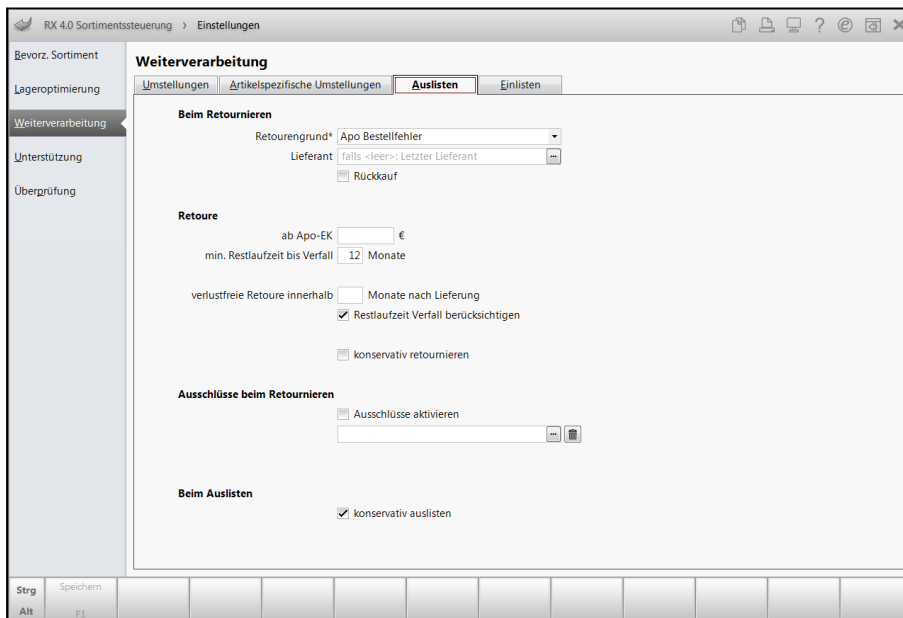 RX 4.0 Sortimentssteuerung > Einstellungen
Bevorz. Sortiment
Lageroptimierung
Weiterverarbeitung
Unterstützung
Überprüfung
Weiterverarbeitung
Umstellungen Artikelspezifische Umstellungen Auslisten Einlisten
Beim Retournieren
Retourengrund* Apo Bestellfehler
Lieferant falls <leer>: Letzter Lieferant ...
Rückkauf
Retoure
ab Apo-EK €
min. Restlaufzeit bis Verfall 12 Monate
verlustfreie Retoure innerhalb Monate nach Lieferung
Restlaufzeit Verfall berücksichtigen
konservativ retournieren
Ausschlüsse beim Retournieren
Ausschlüsse aktivieren
...
Beim Auslisten
konservativ auslisten
Strg Speichern
Alt F1